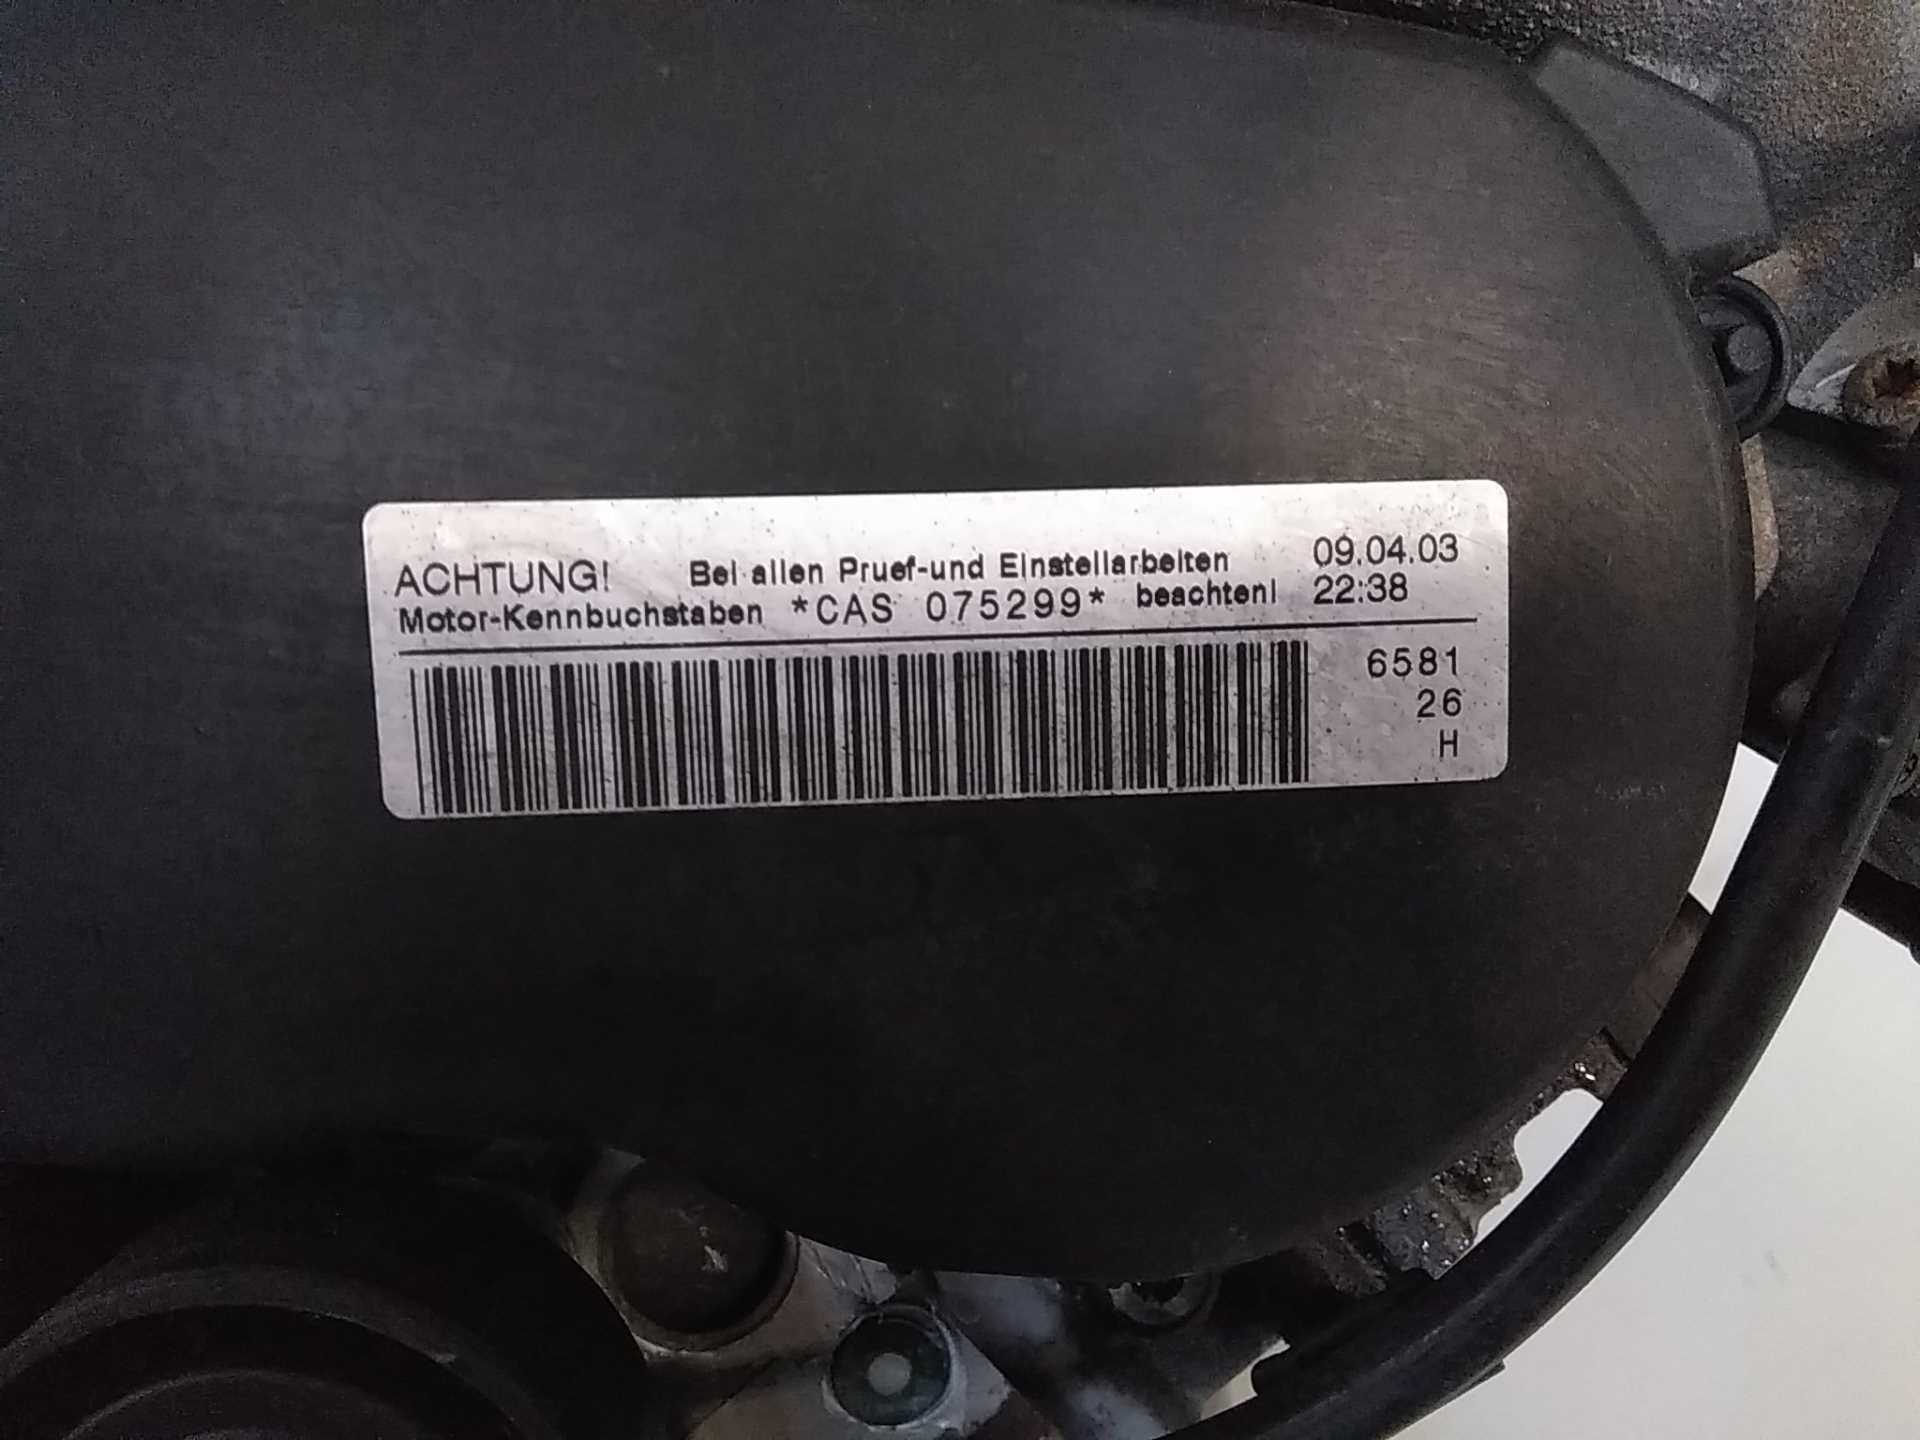 ACHTUNG! Bei allen Pruef-und Einstellarbeiten 09.04.03
Motor-Kennbuchstaben *CAS 075299* beachten! 22:38
6581
26
H